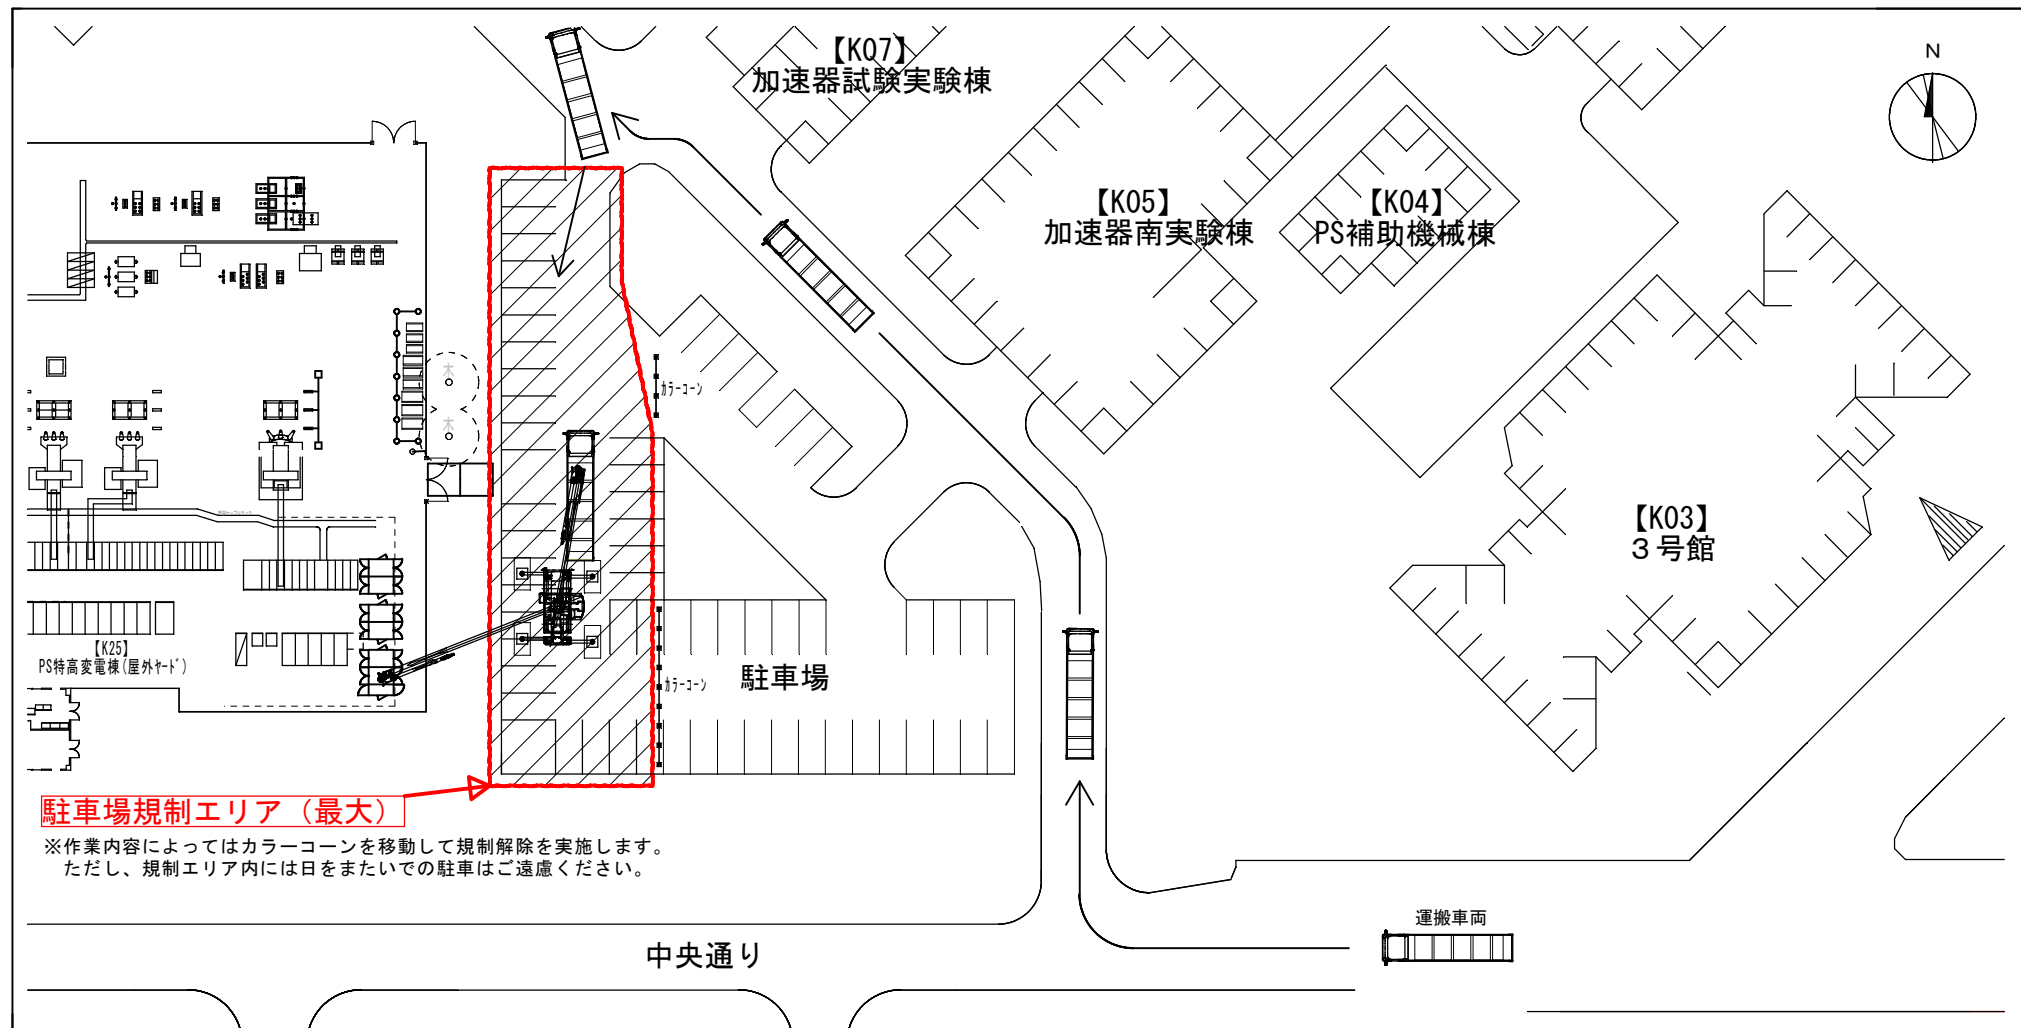 【K07】
加速器試験実験棟
N
【K05】
加速器南実験棟
【K04】
PS補助機械棟
木
カラーコーン
木
【K03】
３号館
【K25】
PS特高変電棟(屋外ヤード)
カラーコーン
駐車場
駐車場規制エリア（最大）
※作業内容によってはカラーコーンを移動して規制解除を実施します。
ただし、規制エリア内には日をまたいでの駐車はご遠慮ください。
運搬車両
中央通り